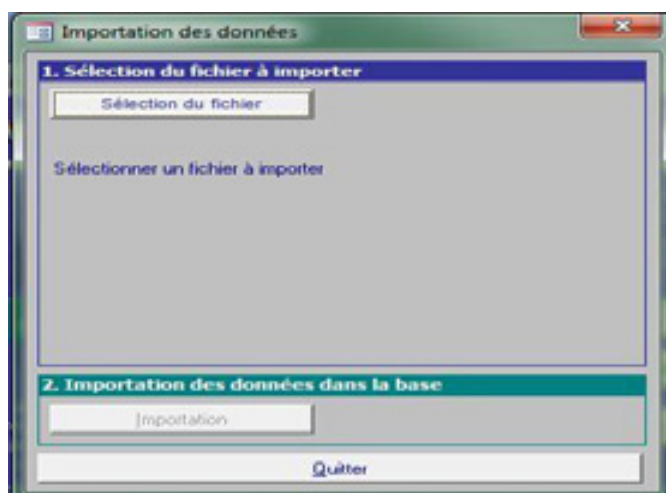 Importation des données
1. Sélection du fichier à importer
Sélection du fichier
Sélectionner un fichier à importer
2. Importation des données dans la base
Importation
Quitter